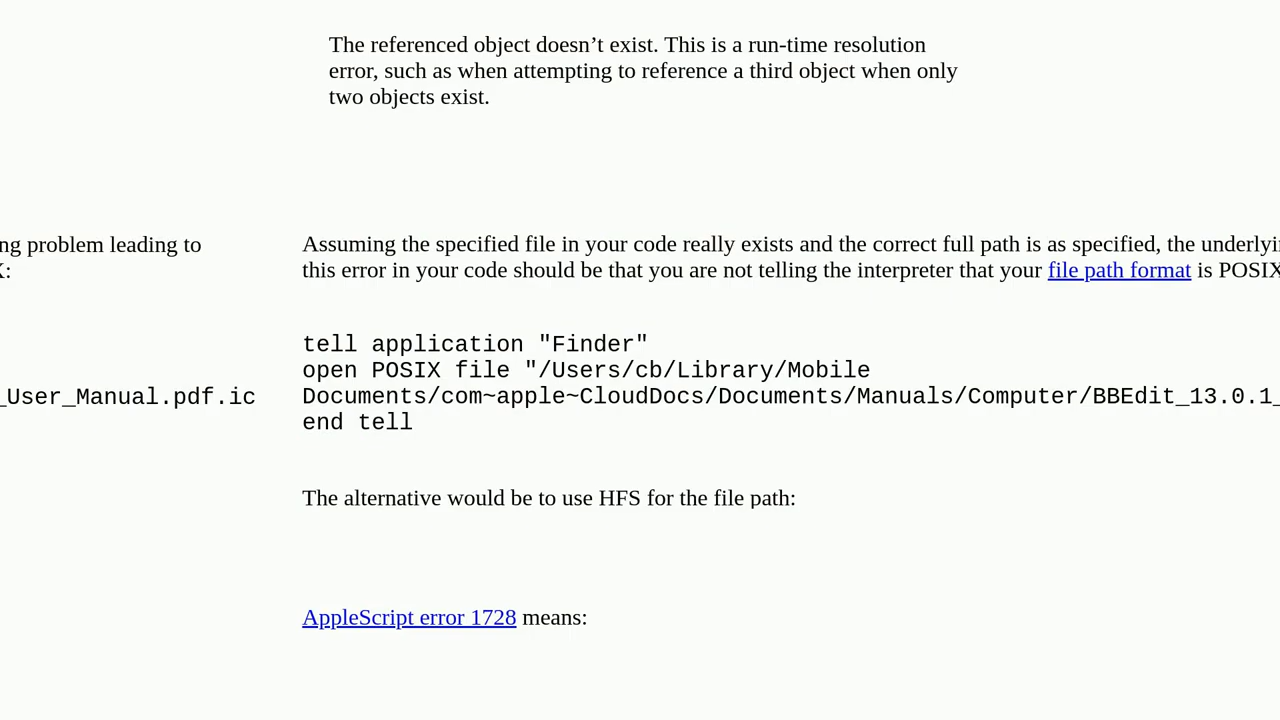 The referenced object doesn’t exist. This is a run-time resolution
error, such as when attempting to reference a third object when only
two objects exist.
ng problem leading to
X:
Assuming the specified file in your code really exists and the correct full path is as specified, the underlyi
this error in your code should be that you are not telling the interpreter that your file path format is POSIX
tell application "Finder"
open POSIX file "/Users/cb/Library/Mobile
_User_Manual.pdf.ic
Documents/com~apple~CloudDocs/Documents/Manuals/Computer/BBEdit_13.0.1_
end tell
The alternative would be to use HFS for the file path:
AppleScript error 1728 means: